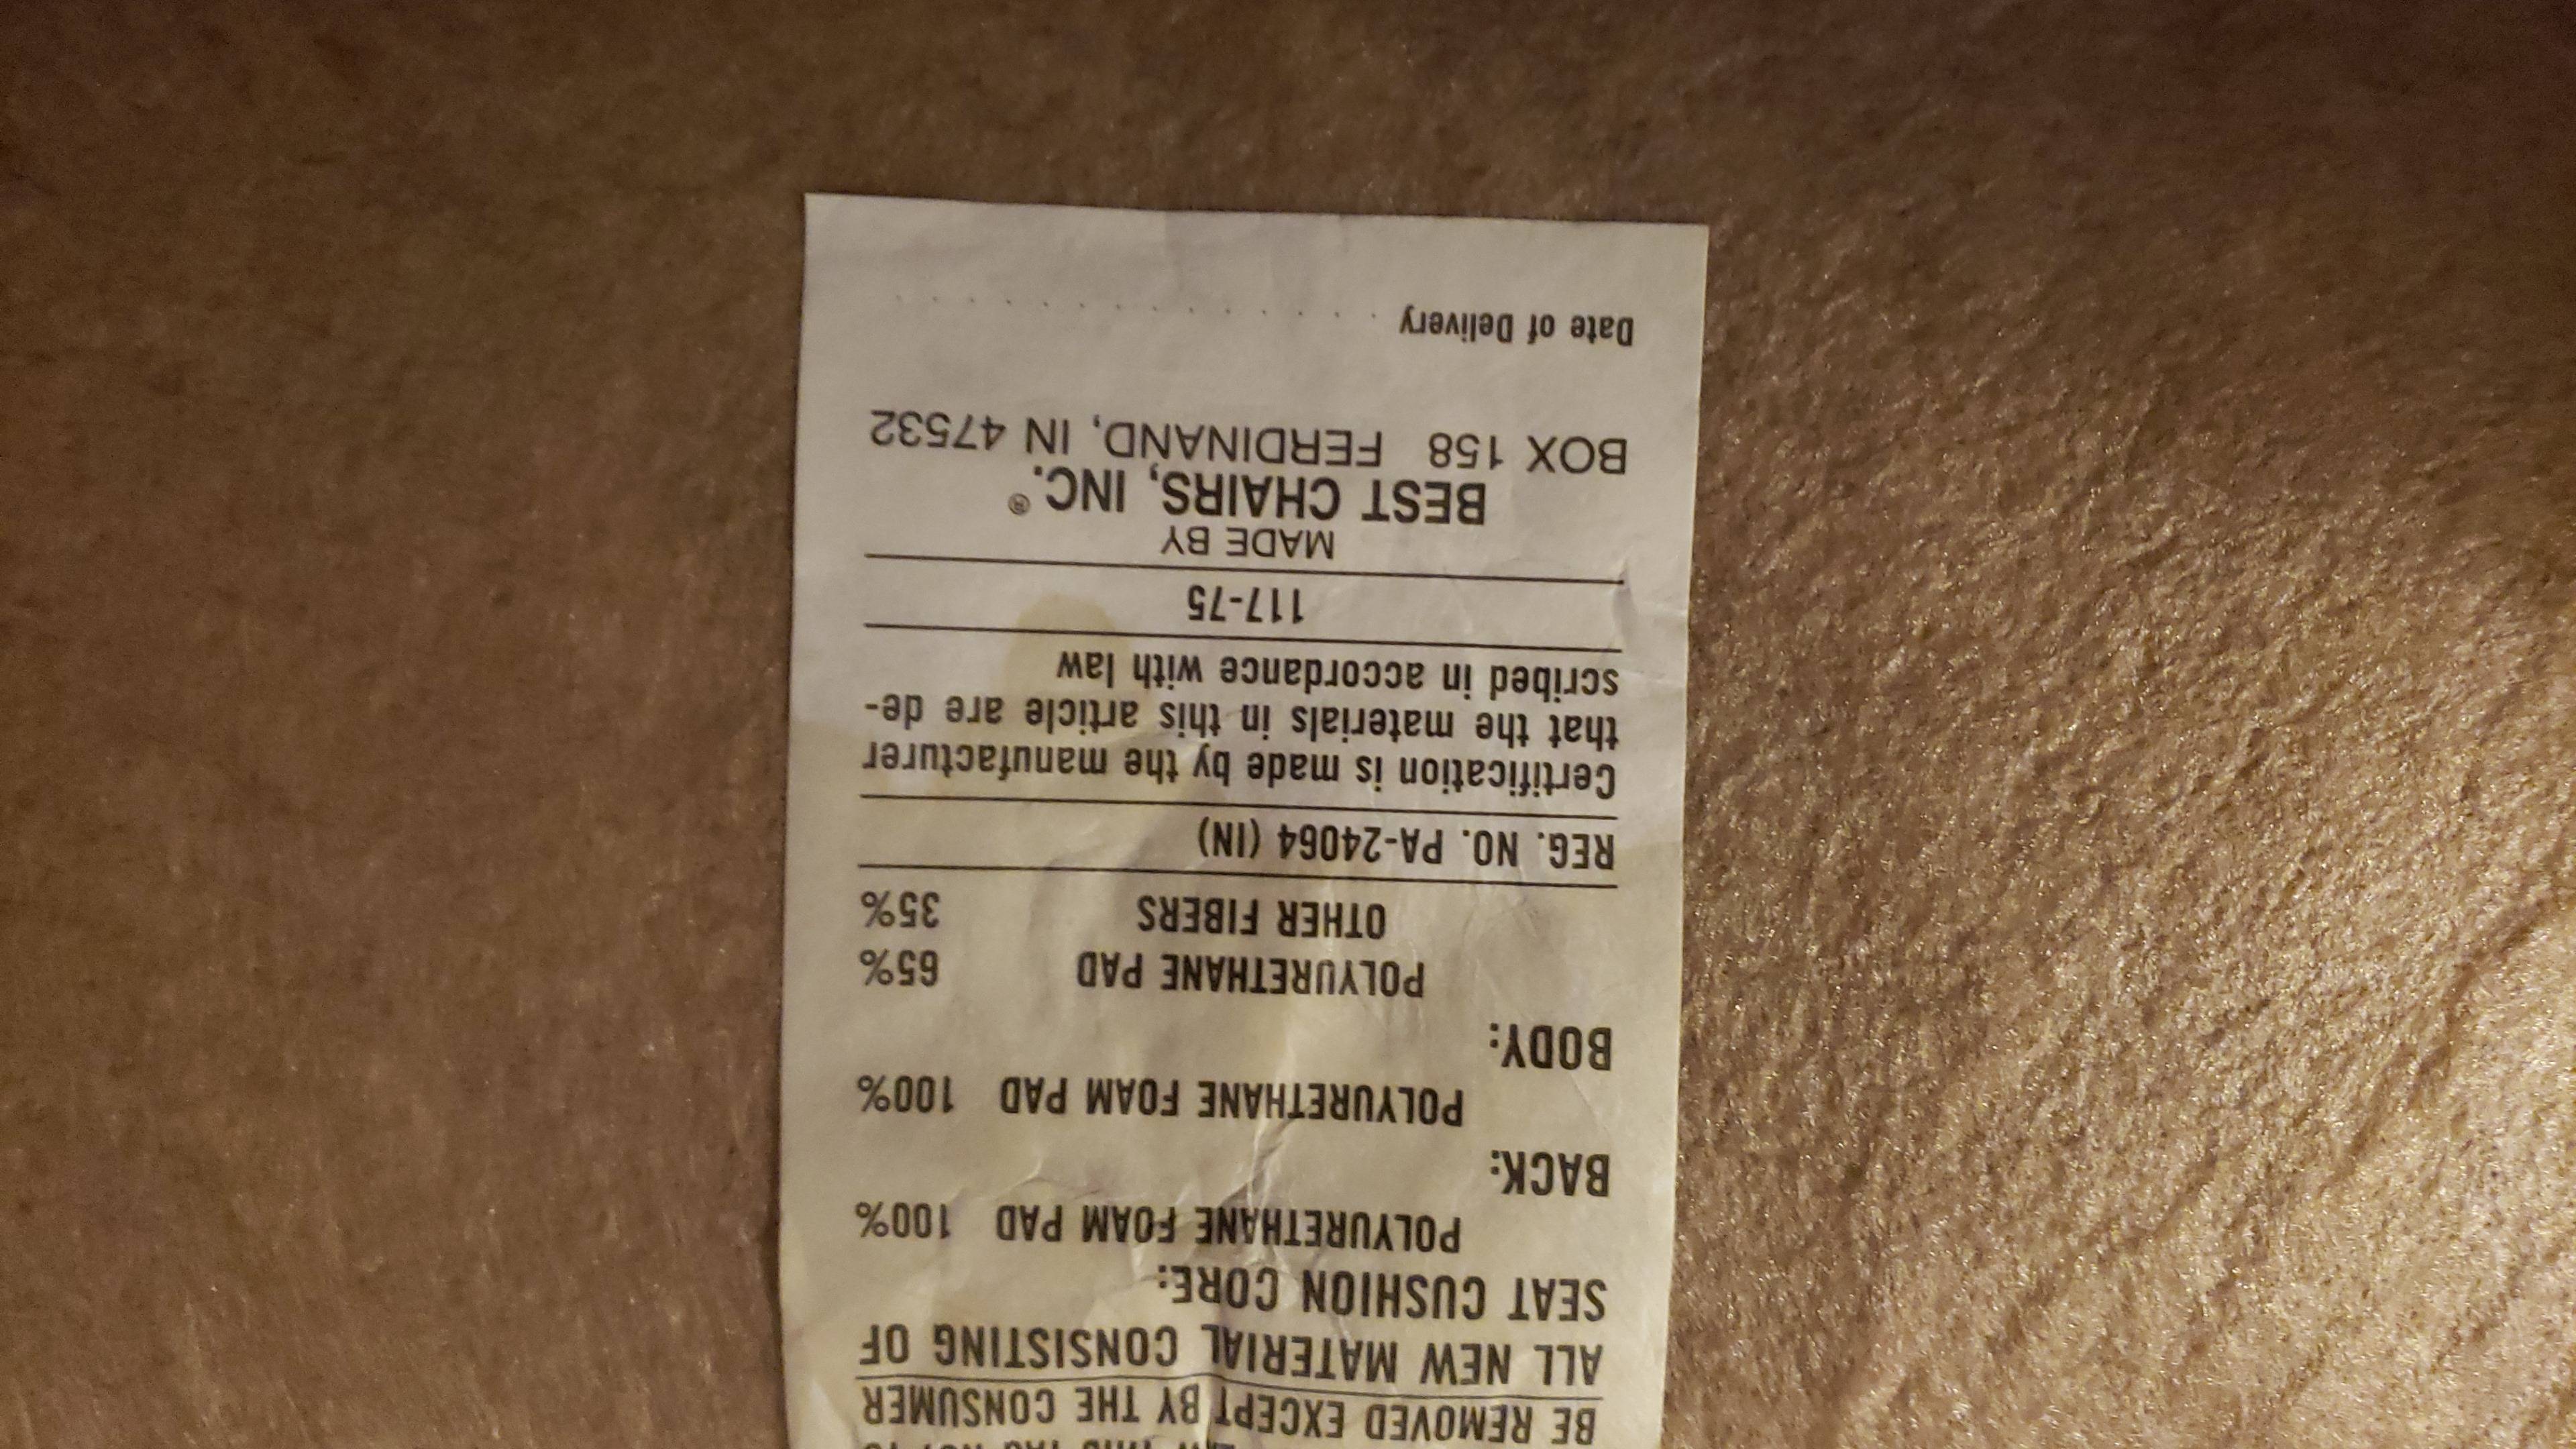 BE REMOVED EXCEPT BY THE CONSUMER
ALL NEW MATERIAL CONSISTING OF
SEAT CUSHION CORE:
POLYURETHANE FOAM PAD 100%
BACK:
POLYURETHANE FOAM PAD 100%
BODY:
POLYURETHANE PAD 65%
OTHER FIBERS 35%
REG. NO. PA-24064 (IN)
Certification is made by the manufacturer
that the materials in this article are de-
scribed in accordance with law
117-75
MADE BY
BEST CHAIRS, INC.®
BOX 158 FERDINAND, IN 47532
Date of Delivery